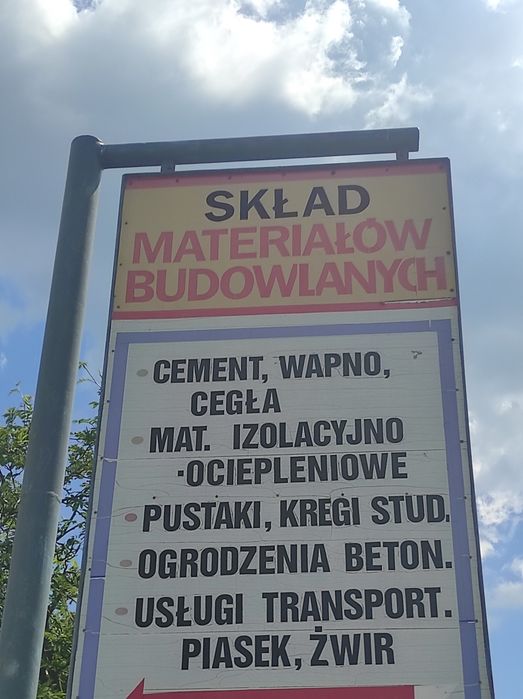 SKŁAD
MATERIAŁÓW
BUDOWLANYCH
• CEMENT, WAPNO,
CEGŁA
• MAT. IZOLACYJNO
-OCIEPLENIOWE
• PUSTAKI, KRĘGI STUD.
• OGRODZENIA BETON.
• USŁUGI TRANSPORT.
PIASEK, ŻWIR